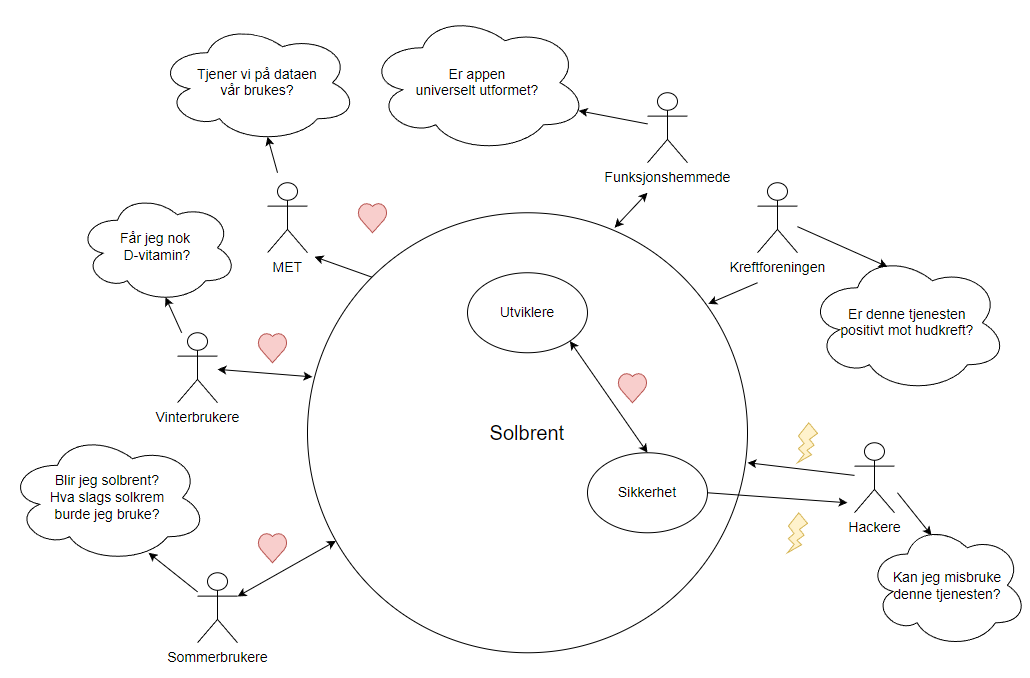 Tjener vi på dataen
vår brukes?
Er appen
universelt utformet?
Funksjonshemmede
MET
Kreftforeningen
Får jeg nok
D-vitamin?
Er denne tjenesten
positivt mot hudkreft?
Utviklere
Vinterbrukere
Solbrent
Blir jeg solbrent?
Hva slags solkrem
burde jeg bruke?
Sikkerhet
Hackere
Kan jeg misbruke
denne tjenesten?
Sommerbrukere